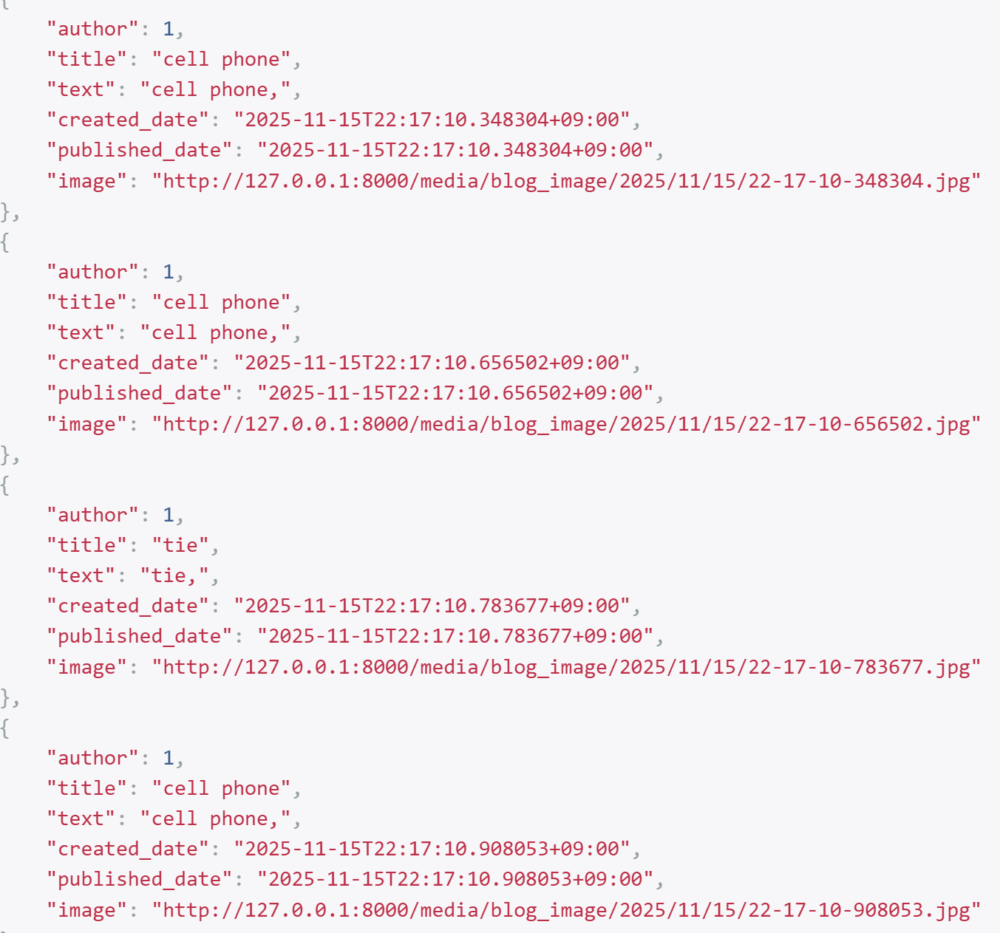 {
"author": 1,
"title": "cell phone",
"text": "cell phone,",
"created_date": "2025-11-15T22:17:10.348304+09:00",
"published_date": "2025-11-15T22:17:10.348304+09:00",
"image": "http://127.0.0.1:8000/media/blog_image/2025/11/15/22-17-10-348304.jpg"
},
{
"author": 1,
"title": "cell phone",
"text": "cell phone,",
"created_date": "2025-11-15T22:17:10.656502+09:00",
"published_date": "2025-11-15T22:17:10.656502+09:00",
"image": "http://127.0.0.1:8000/media/blog_image/2025/11/15/22-17-10-656502.jpg"
},
{
"author": 1,
"title": "tie",
"text": "tie,",
"created_date": "2025-11-15T22:17:10.783677+09:00",
"published_date": "2025-11-15T22:17:10.783677+09:00",
"image": "http://127.0.0.1:8000/media/blog_image/2025/11/15/22-17-10-783677.jpg"
},
{
"author": 1,
"title": "cell phone",
"text": "cell phone,",
"created_date": "2025-11-15T22:17:10.908053+09:00",
"published_date": "2025-11-15T22:17:10.908053+09:00",
"image": "http://127.0.0.1:8000/media/blog_image/2025/11/15/22-17-10-908053.jpg"